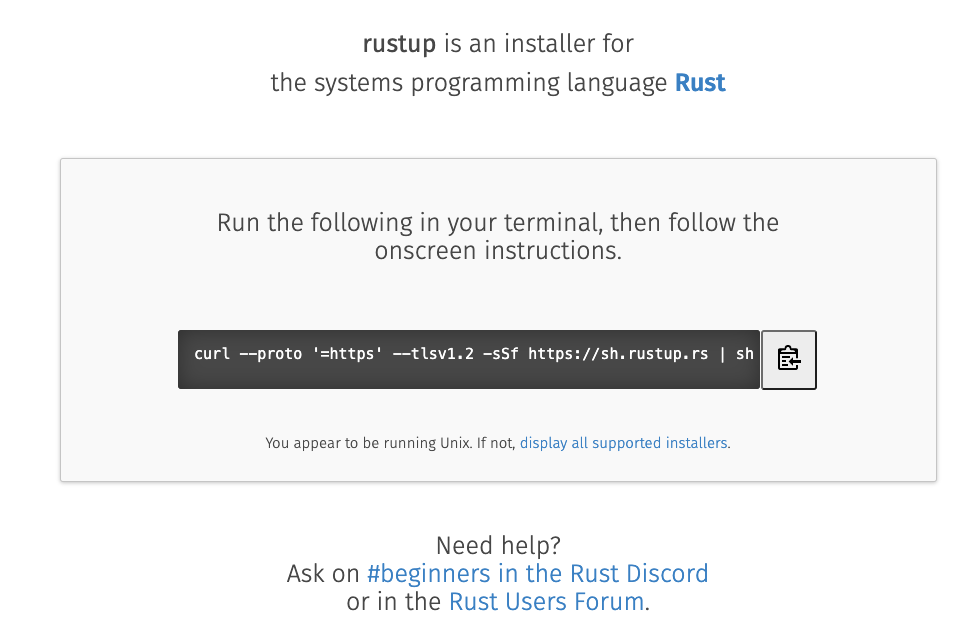 rustup is an installer for
the systems programming language Rust
Run the following in your terminal, then follow the
onscreen instructions.
curl --proto '=https' --tlsv1.2 -sSf https://sh.rustup.rs | sh
You appear to be running Unix. If not, display all supported installers.
Need help?
Ask on #beginners in the Rust Discord
or in the Rust Users Forum.